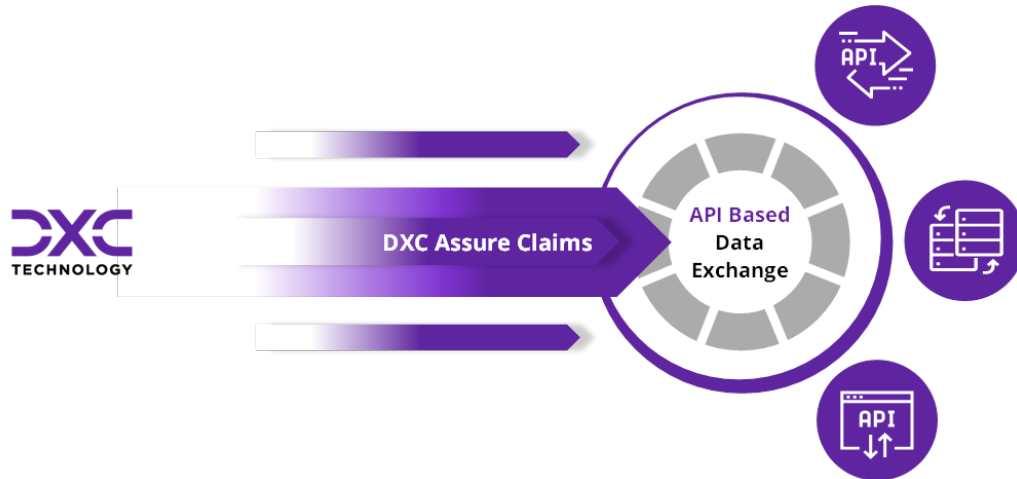 DXC
TECHNOLOGY
DXC Assure Claims
API Based
Data
Exchange
API
API